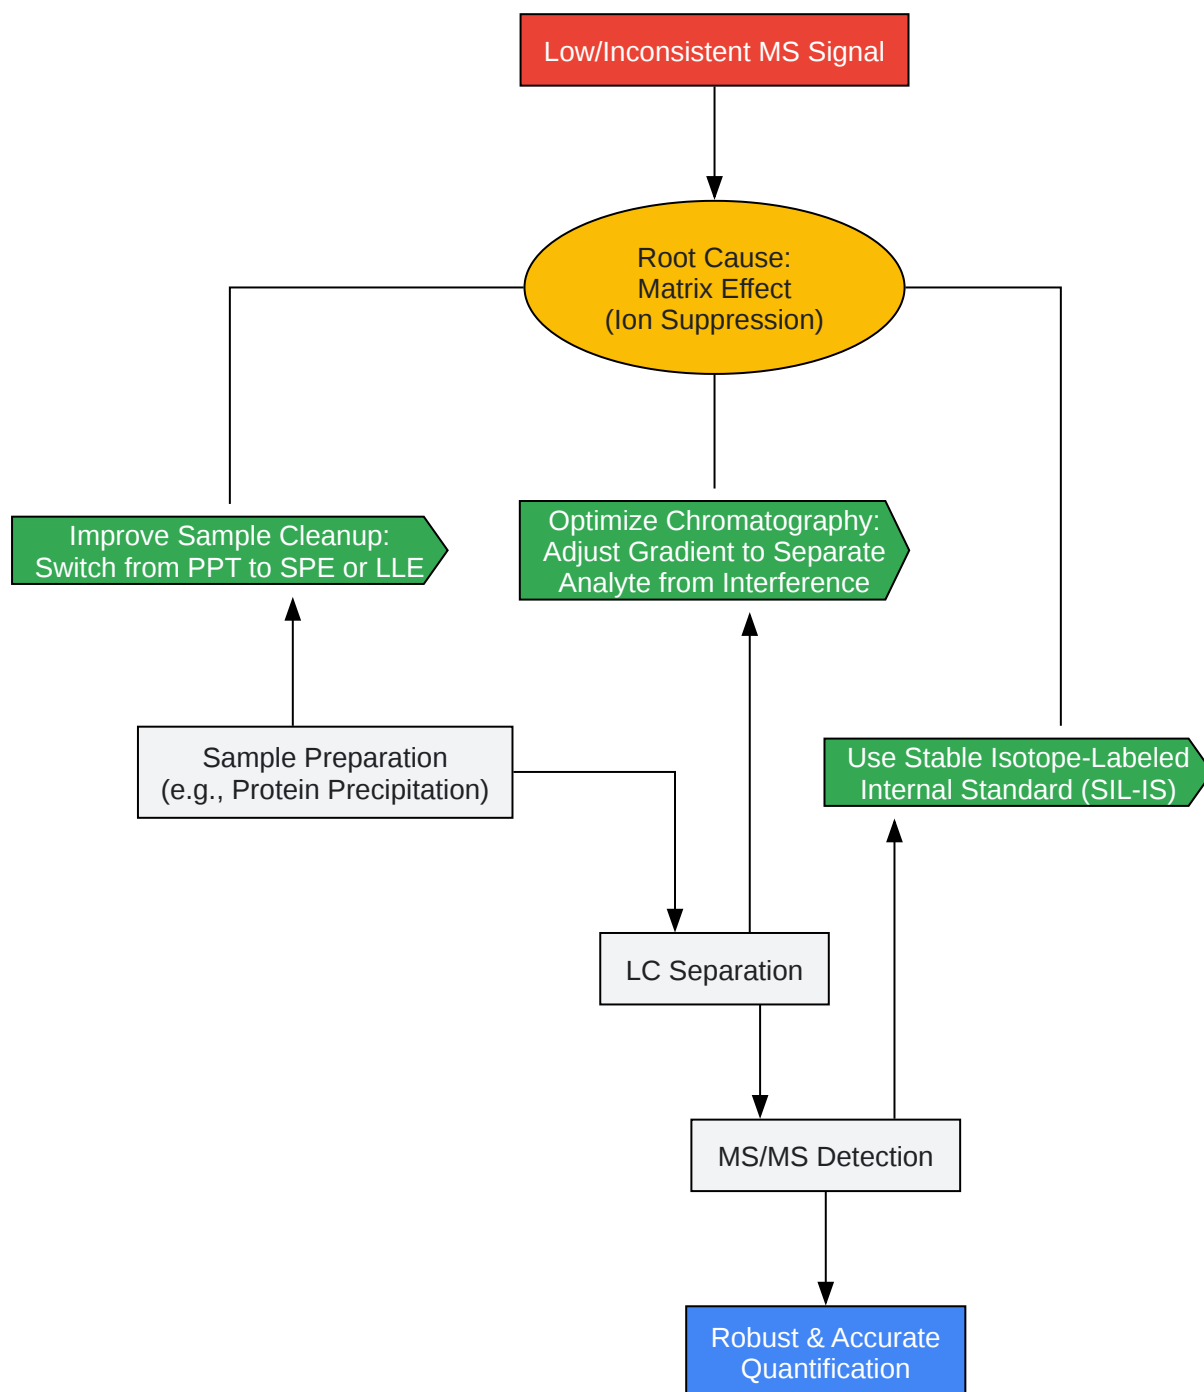 Low/Inconsistent MS Signal
Root Cause:
Matrix Effect
(Ion Suppression)
Improve Sample Cleanup:
Switch from PPT to SPE or LLE
Optimize Chromatography:
Adjust Gradient to Separate
Analyte from Interference
Sample Preparation
(e.g., Protein Precipitation)
Use Stable Isotope-Labeled
Internal Standard (SIL-IS)
LC Separation
MS/MS Detection
Robust & Accurate
Quantification